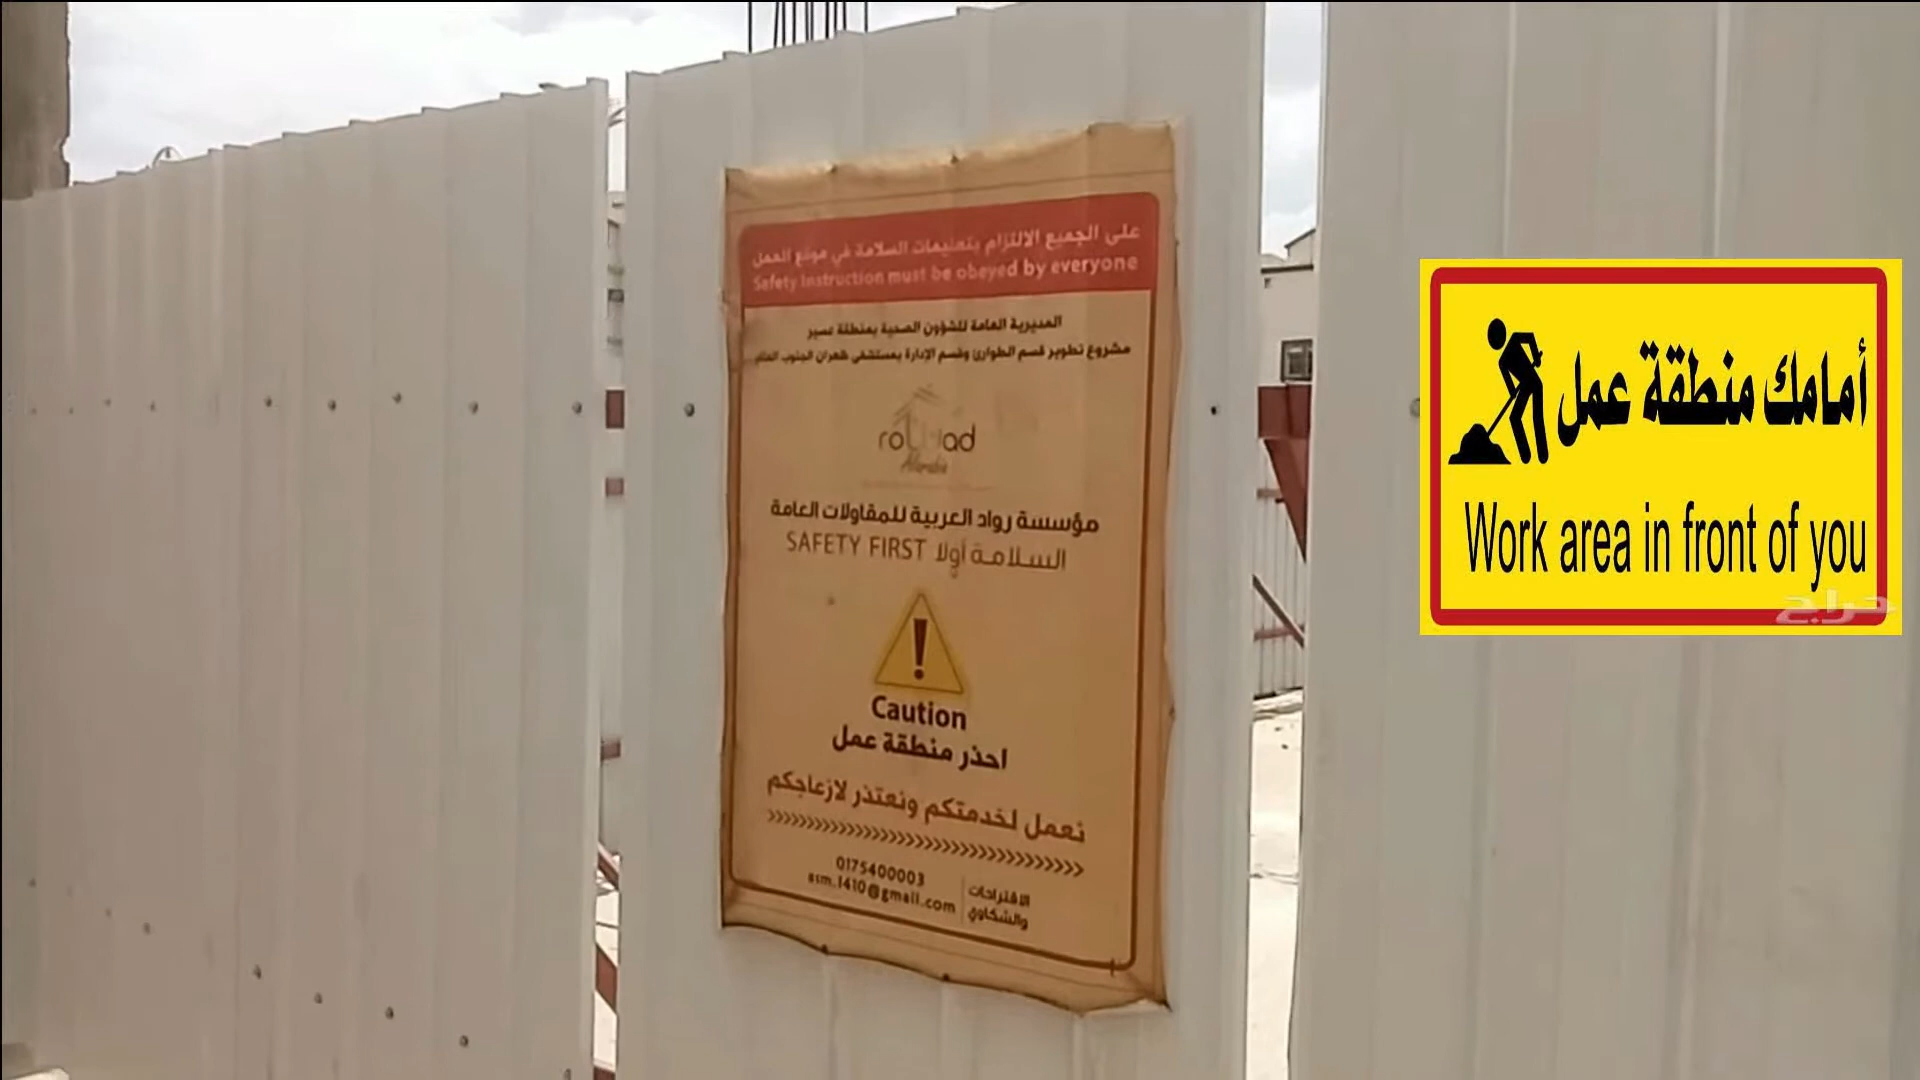 على الجميع الالتزام بتعليمات السلامة في موقع العمل
Safety Instruction must be obeyed by everyone
المديرية العامة للشؤون الصحية بمنطقة عسير
مشروع تطوير قسم الطوارئ وقسم الإدارة بمستشفى ظهران الجنوب العام
Alarabia
مؤسسة رواد العربية للمقاولات العامة
السلامة أولا SAFETY FIRST
Caution
احذر منطقة عمل
نعمل لخدمتكم ونعتذر لازعاجكم
الاقتراحات
والشكاوي
0175400003
asm.1410@gmail.com
أمامك منطقة عمل
Work area in front of you
حراج